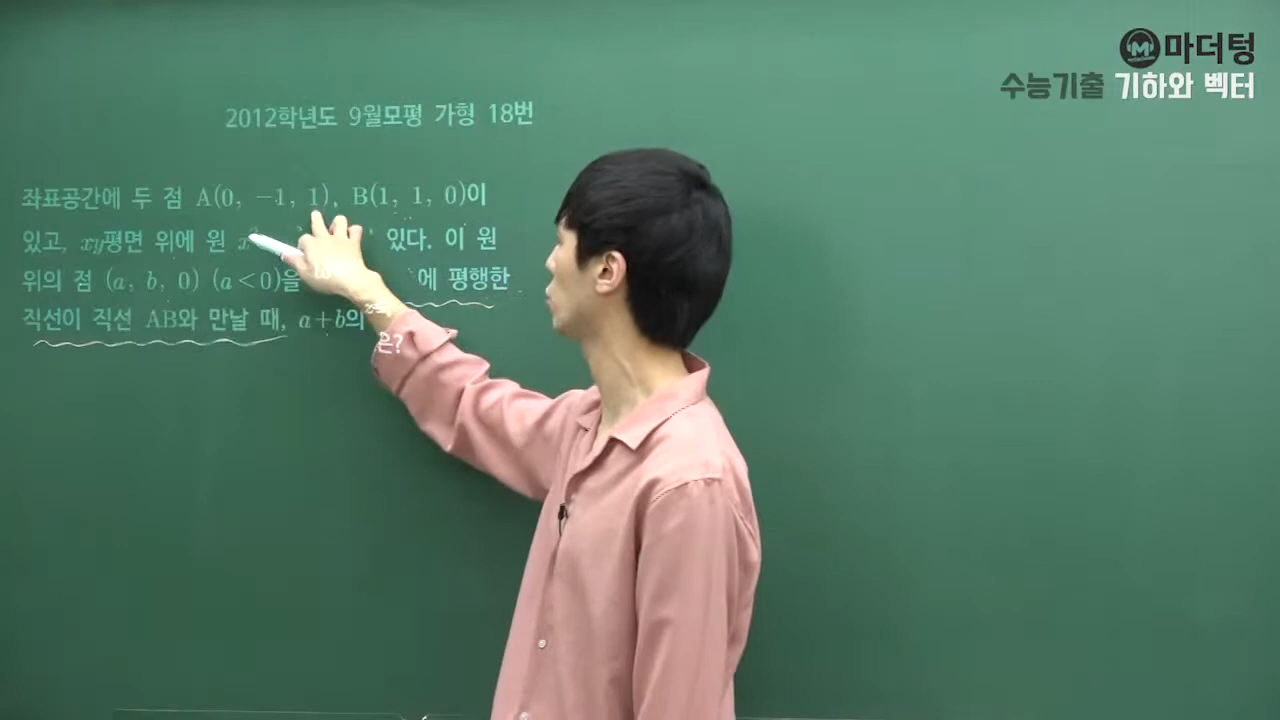 마더텅
수능기출 기하와 벡터
2012학년도 9월모평 가형 18번
좌표공간에 두 점 A(0, −1, 1), B(1, 1, 0)이
있고, xy평면 위에 원 x 있다. 이 원
위의 점 (a, b, 0) (a<0)을 에 평행한
직선이 직선 AB와 만날 때, a+b의
은?